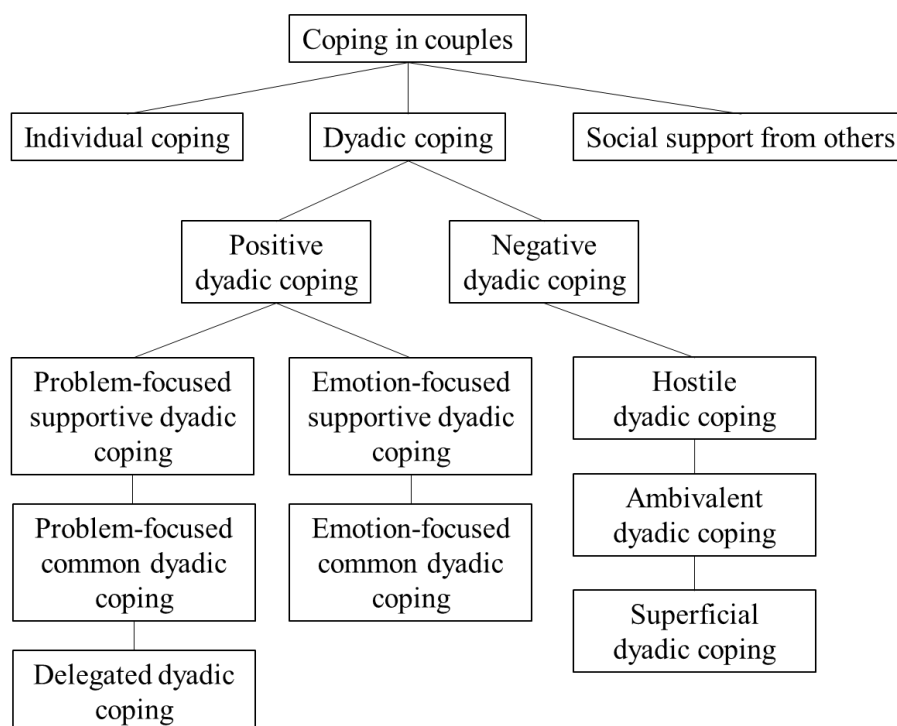 Coping in couples
Individual coping
Dyadic coping
Social support from others
Positive
dyadic coping
Negative
dyadic coping
Problem-focused
supportive dyadic
coping
Emotion-focused
supportive dyadic
coping
Hostile
dyadic coping
Problem-focused
common dyadic
coping
Emotion-focused
common dyadic
coping
Ambivalent
dyadic coping
Superficial
dyadic coping
Delegated dyadic
coping